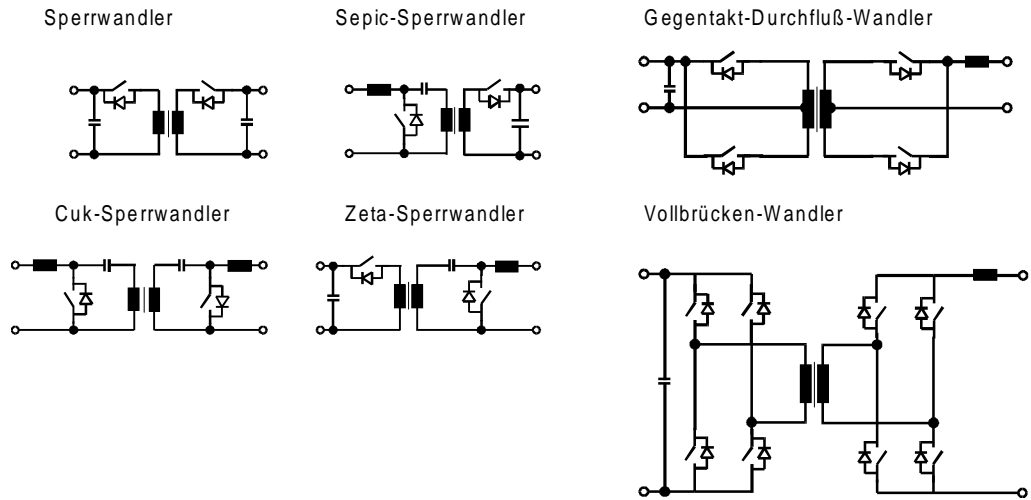 Sperrwandler
Sepic-Sperrwandler
Gegentakt-Durchfluß-Wandler
Cuk-Sperrwandler
Zeta-Sperrwandler
Vollbrücken-Wandler